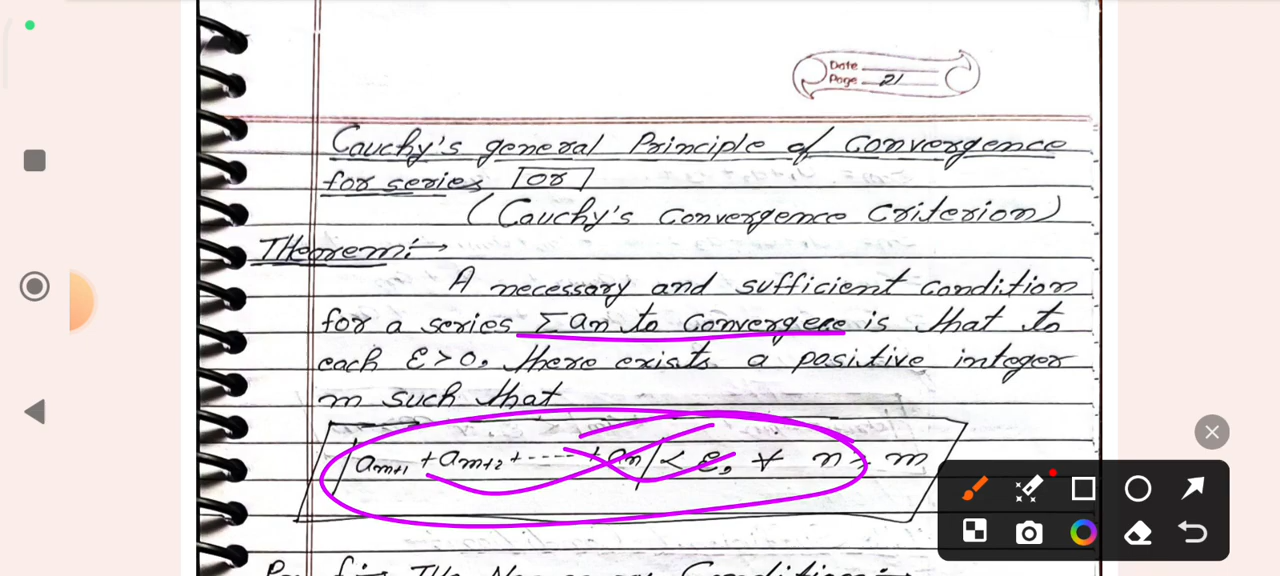 Date
Page 21
Cauchy's general Principle of Convergence
for series [or]
(Cauchy's Convergence Criterion)
THeorem:→
A necessary and sufficient condition
for a series Σan to Convergece is that to
each ε>0, there exists a positive integer
m such that
|am+1 + am+2 + ---- + an| < ε, ∀ n > m